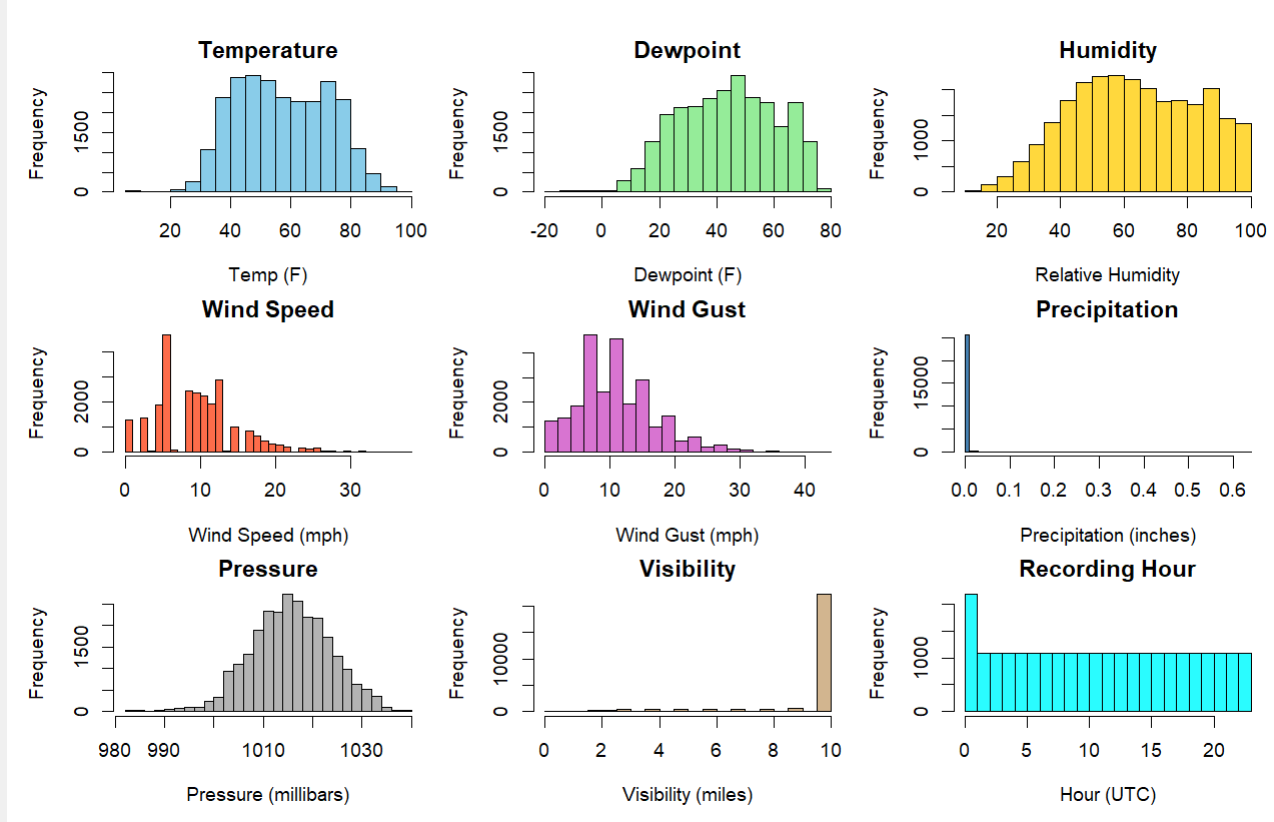 Temperature
Frequency
0 1500
20 40 60 80 100
Temp (F)
Dewpoint
Frequency
0 1500
-20 0 20 40 60 80
Dewpoint (F)
Humidity
Frequency
0 1000
20 40 60 80 100
Relative Humidity
Wind Speed
Frequency
0 2000
0 10 20 30
Wind Speed (mph)
Wind Gust
Frequency
0 2000
0 10 20 30 40
Wind Gust (mph)
Precipitation
Frequency
0 15000
0.0 0.1 0.2 0.3 0.4 0.5 0.6
Precipitation (inches)
Pressure
Frequency
0 1500
980 990 1010 1030
Pressure (millibars)
Visibility
Frequency
0 10000
0 2 4 6 8 10
Visibility (miles)
Recording Hour
Frequency
0 1000
0 5 10 15 20
Hour (UTC)